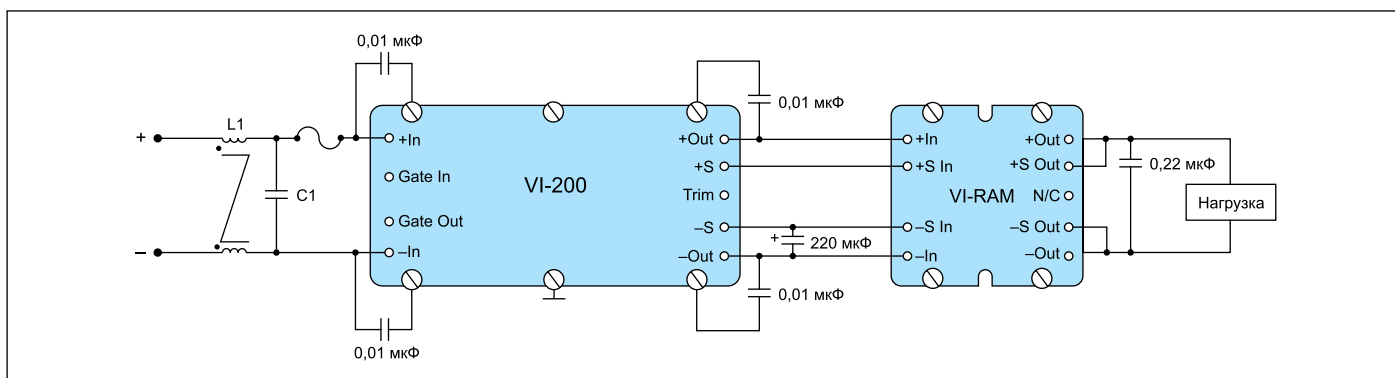 0,01 мкФ
L1
+
–
C1
0,01 мкФ
+In
Gate In
Gate Out
–In
VI-200
+Out
+S
Trim
–S
–Out
0,01 мкФ
+
220 мкФ
0,01 мкФ
+In
+S In
–S In
–In
VI-RAM
+Out
+S Out
N/C
–S Out
–Out
0,22 мкФ
Нагрузка